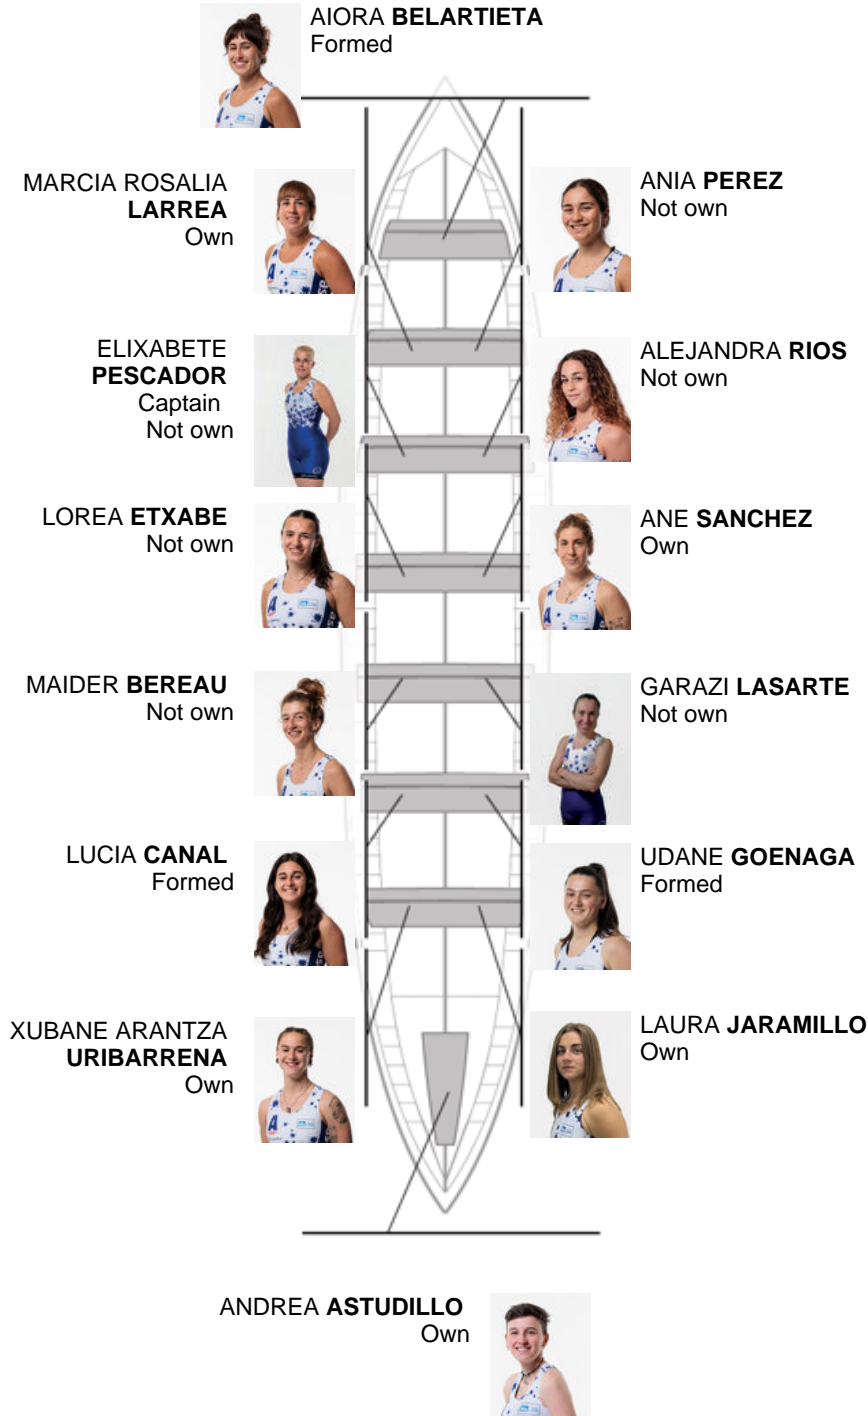 AIORA BELARTIETA
Formed
MARCIA ROSALIA
LARREA
Own
ANIA PEREZ
Not own
ELIXABETE
PESCADOR
Captain
Not own
ALEJANDRA RIOS
Not own
LOREA ETXABE
Not own
ANE SANCHEZ
Own
MAIDER BEREAU
Not own
GARAZI LASARTE
Not own
LUCIA CANAL
Formed
UDANE GOENAGA
Formed
XUBANE ARANTZA
URIBARRENA
Own
LAURA JARAMILLO
Own
ANDREA ASTUDILLO
Own